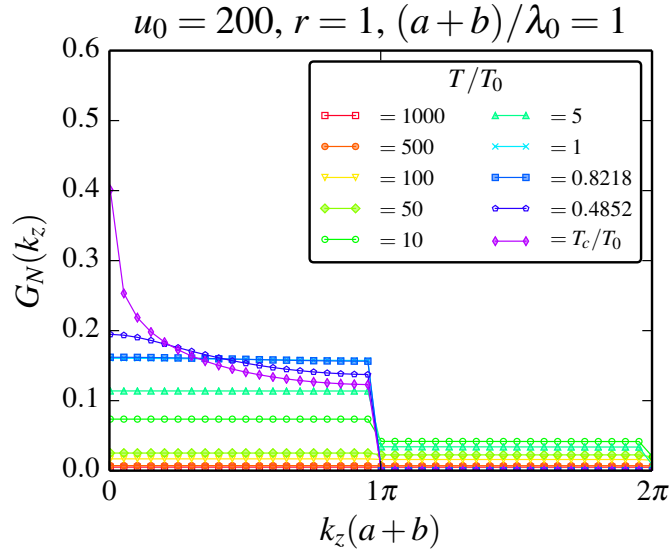 u₀ = 200, r = 1, (a+b)/λ₀ = 1
0.6
0.5
0.4
0.3
0.2
0.1
0.0
G_N(k_z)
T/T₀
= 1000
= 500
= 100
= 50
= 10
= 5
= 1
= 0.8218
= 0.4852
= T_c/T₀
0
1π
2π
k_z(a+b)